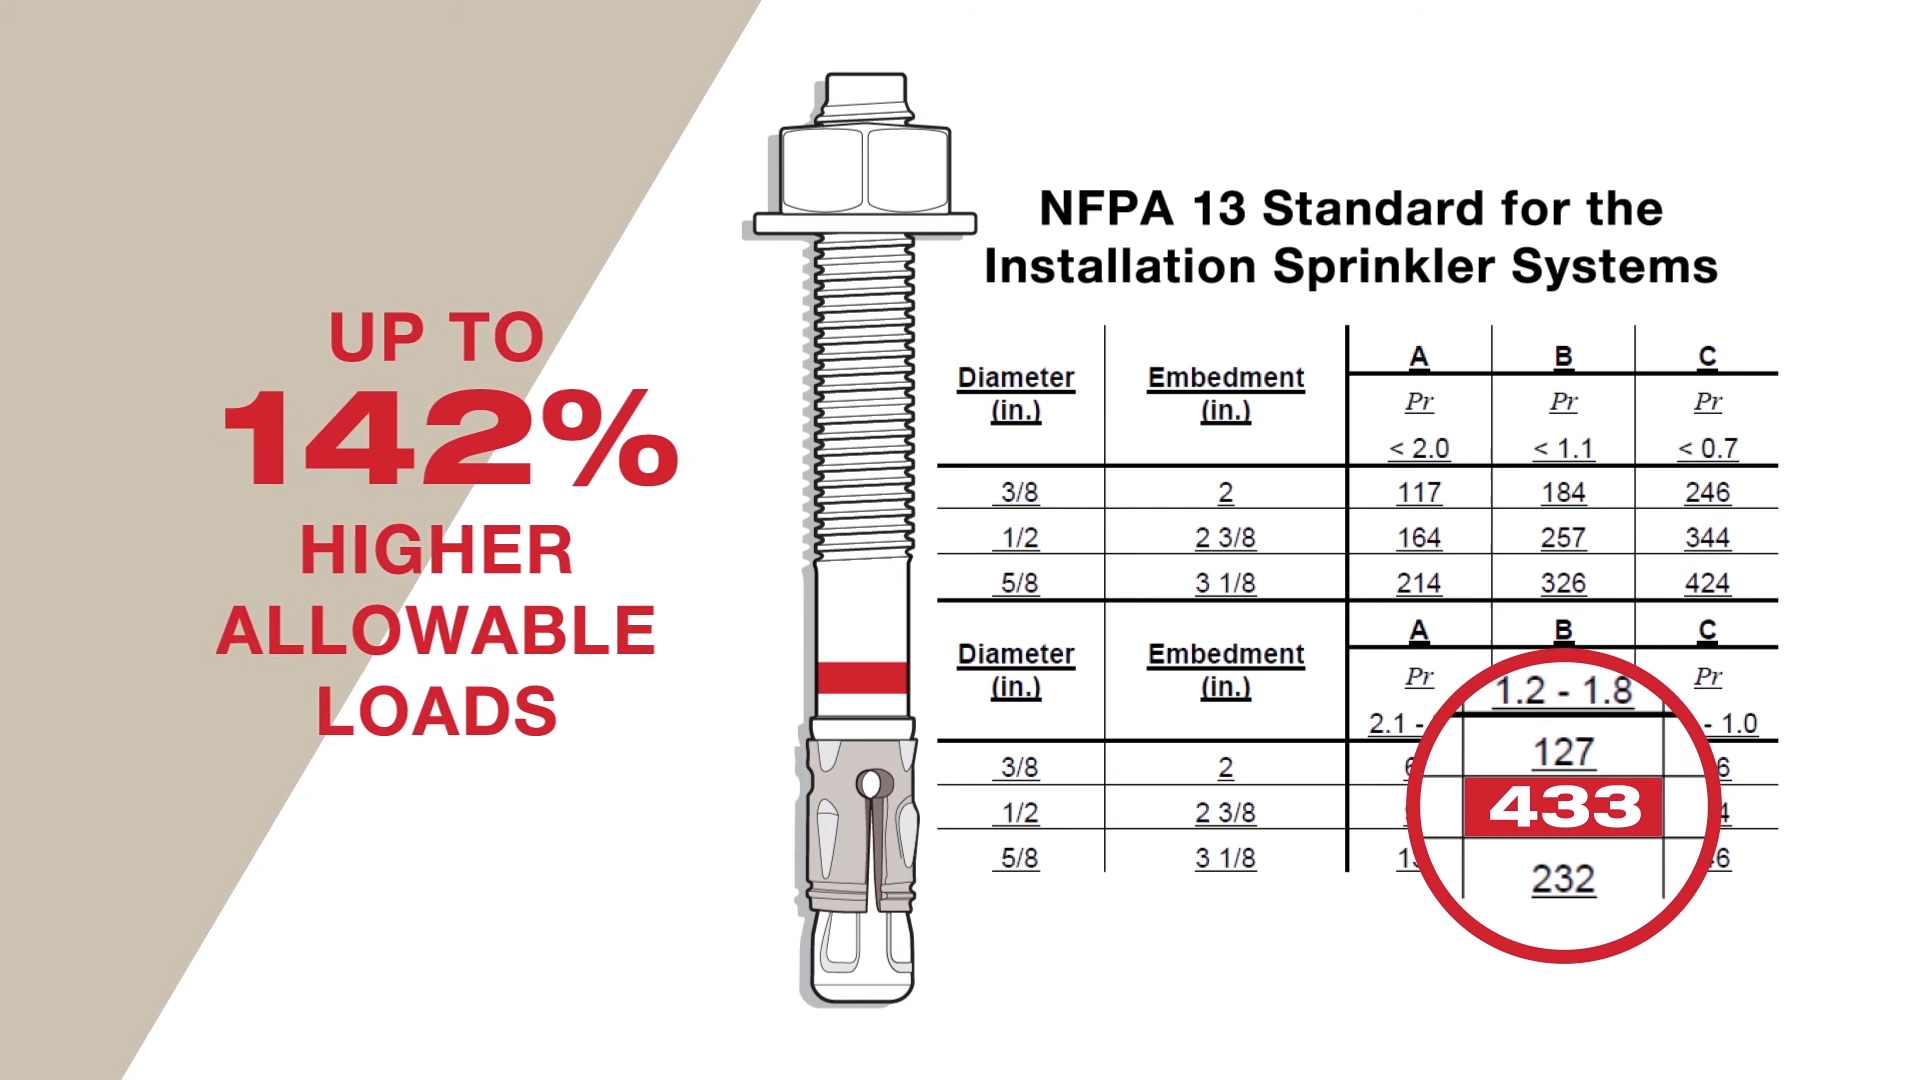 UP TO
142%
HIGHER
ALLOWABLE
LOADS
NFPA 13 Standard for the
Installation Sprinkler Systems
Diameter (in.) Embedment (in.) A B C
Pr Pr Pr
< 2.0 < 1.1 < 0.7
3/8 2 117 184 246
1/2 2 3/8 164 257 344
5/8 3 1/8 214 326 424
Diameter (in.) Embedment (in.) A B C
Pr Pr
2.1 - 1.2 - 1.8 - 1.0
3/8 2 127
1/2 2 3/8 433
5/8 3 1/8 232